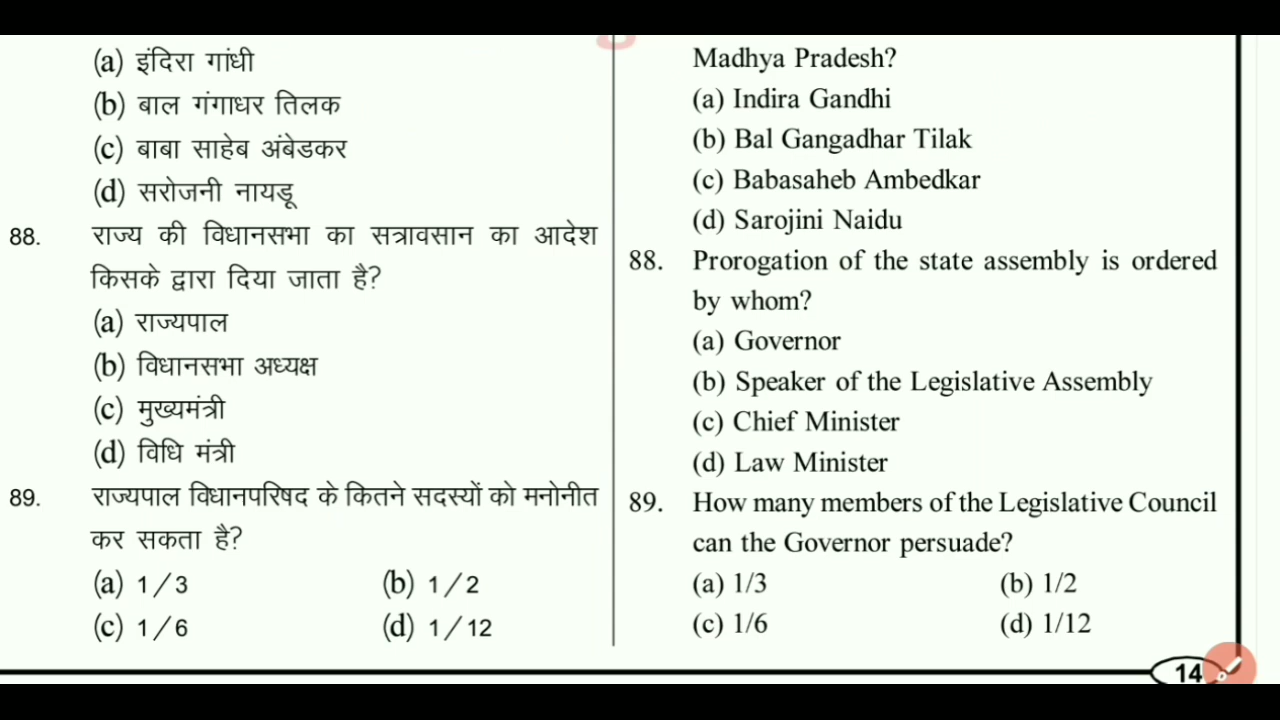 (a) इंदिरा गांधी
(b) बाल गंगाधर तिलक
(c) बाबा साहेब अंबेडकर
(d) सरोजनी नायडू
88. राज्य की विधानसभा का सत्रावसान का आदेश
किसके द्वारा दिया जाता है?
(a) राज्यपाल
(b) विधानसभा अध्यक्ष
(c) मुख्यमंत्री
(d) विधि मंत्री
89. राज्यपाल विधानपरिषद के कितने सदस्यों को मनोनीत
कर सकता है?
(a) 1/3 (b) 1/2
(c) 1/6 (d) 1/12
Madhya Pradesh?
(a) Indira Gandhi
(b) Bal Gangadhar Tilak
(c) Babasaheb Ambedkar
(d) Sarojini Naidu
88. Prorogation of the state assembly is ordered
by whom?
(a) Governor
(b) Speaker of the Legislative Assembly
(c) Chief Minister
(d) Law Minister
89. How many members of the Legislative Council
can the Governor persuade?
(a) 1/3 (b) 1/2
(c) 1/6 (d) 1/12
14